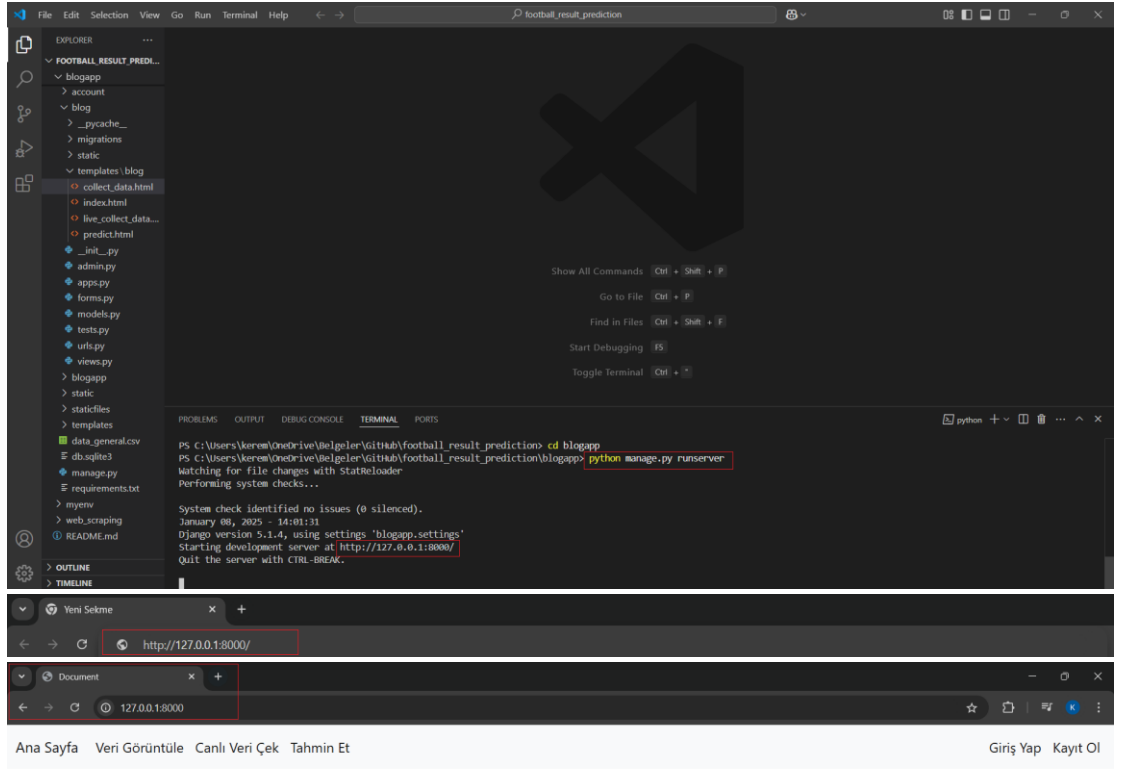 File Edit Selection View Go Run Terminal Help
football_result_prediction
EXPLORER
FOOTBALL_RESULT_PREDI...
blogapp
account
blog
__pycache__
migrations
static
templates\blog
collect_data.html
index.html
live_collect_data....
predict.html
__init__.py
admin.py
apps.py
forms.py
models.py
tests.py
urls.py
views.py
blogapp
static
staticfiles
templates
data_general.csv
db.sqlite3
manage.py
requirements.txt
myenv
web_scraping
README.md
OUTLINE
TIMELINE
Show All Commands Ctrl + Shift + P
Go to File Ctrl + P
Find in Files Ctrl + Shift + F
Start Debugging F5
Toggle Terminal Ctrl + "
PROBLEMS OUTPUT DEBUG CONSOLE TERMINAL PORTS
python
PS C:\Users\kerem\OneDrive\Belgeler\GitHub\football_result_prediction> cd blogapp
PS C:\Users\kerem\OneDrive\Belgeler\GitHub\football_result_prediction\blogapp> python manage.py runserver
Watching for file changes with StatReloader
Performing system checks...
System check identified no issues (0 silenced).
January 08, 2025 - 14:01:31
Django version 5.1.4, using settings 'blogapp.settings'
Starting development server at http://127.0.0.1:8000/
Quit the server with CTRL-BREAK.
Yeni Sekme
http://127.0.0.1:8000/
Document
127.0.0.1:8000
K
Ana Sayfa Veri Görüntüle Canlı Veri Çek Tahmin Et Giriş Yap Kayıt Ol